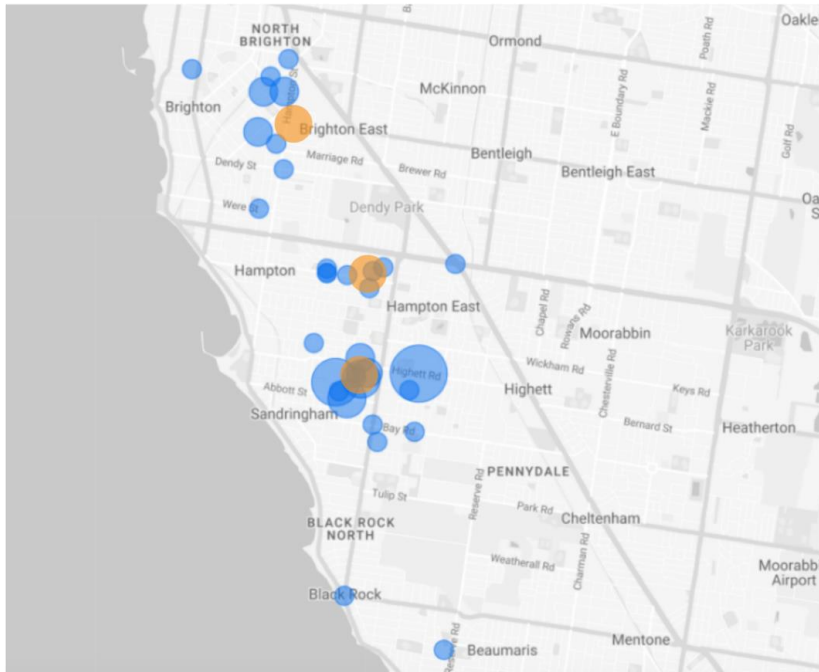 Oakle
NORTH
BRIGHTON
Ormond
Poath Rd
McKinnon
E Boundary Rd
Mackie Rd
Brighton
Hampton St
Brighton East
Golf Rd
Marriage Rd
Bentleigh
Dendy St
Brewer Rd
Bentleigh East
Oa
S
Were St
Dendy Park
Hampton
Hampton East
Chapel Rd
Rowans Rd
Moorabbin
Karkarook
Park
Highett Rd
Wickham Rd
Chesterville Rd
Abbott St
Highett
Keys Rd
Sandringham
Bay Rd
Bernard St
Heatherton
PENNYDALE
Reserve Rd
Tulip St
Park Rd
BLACK ROCK
NORTH
Cheltenham
Weatherall Rd
Charman Rd
Moorabb
Airport
Black Rock
Reserve Rd
Beaumaris
Mentone